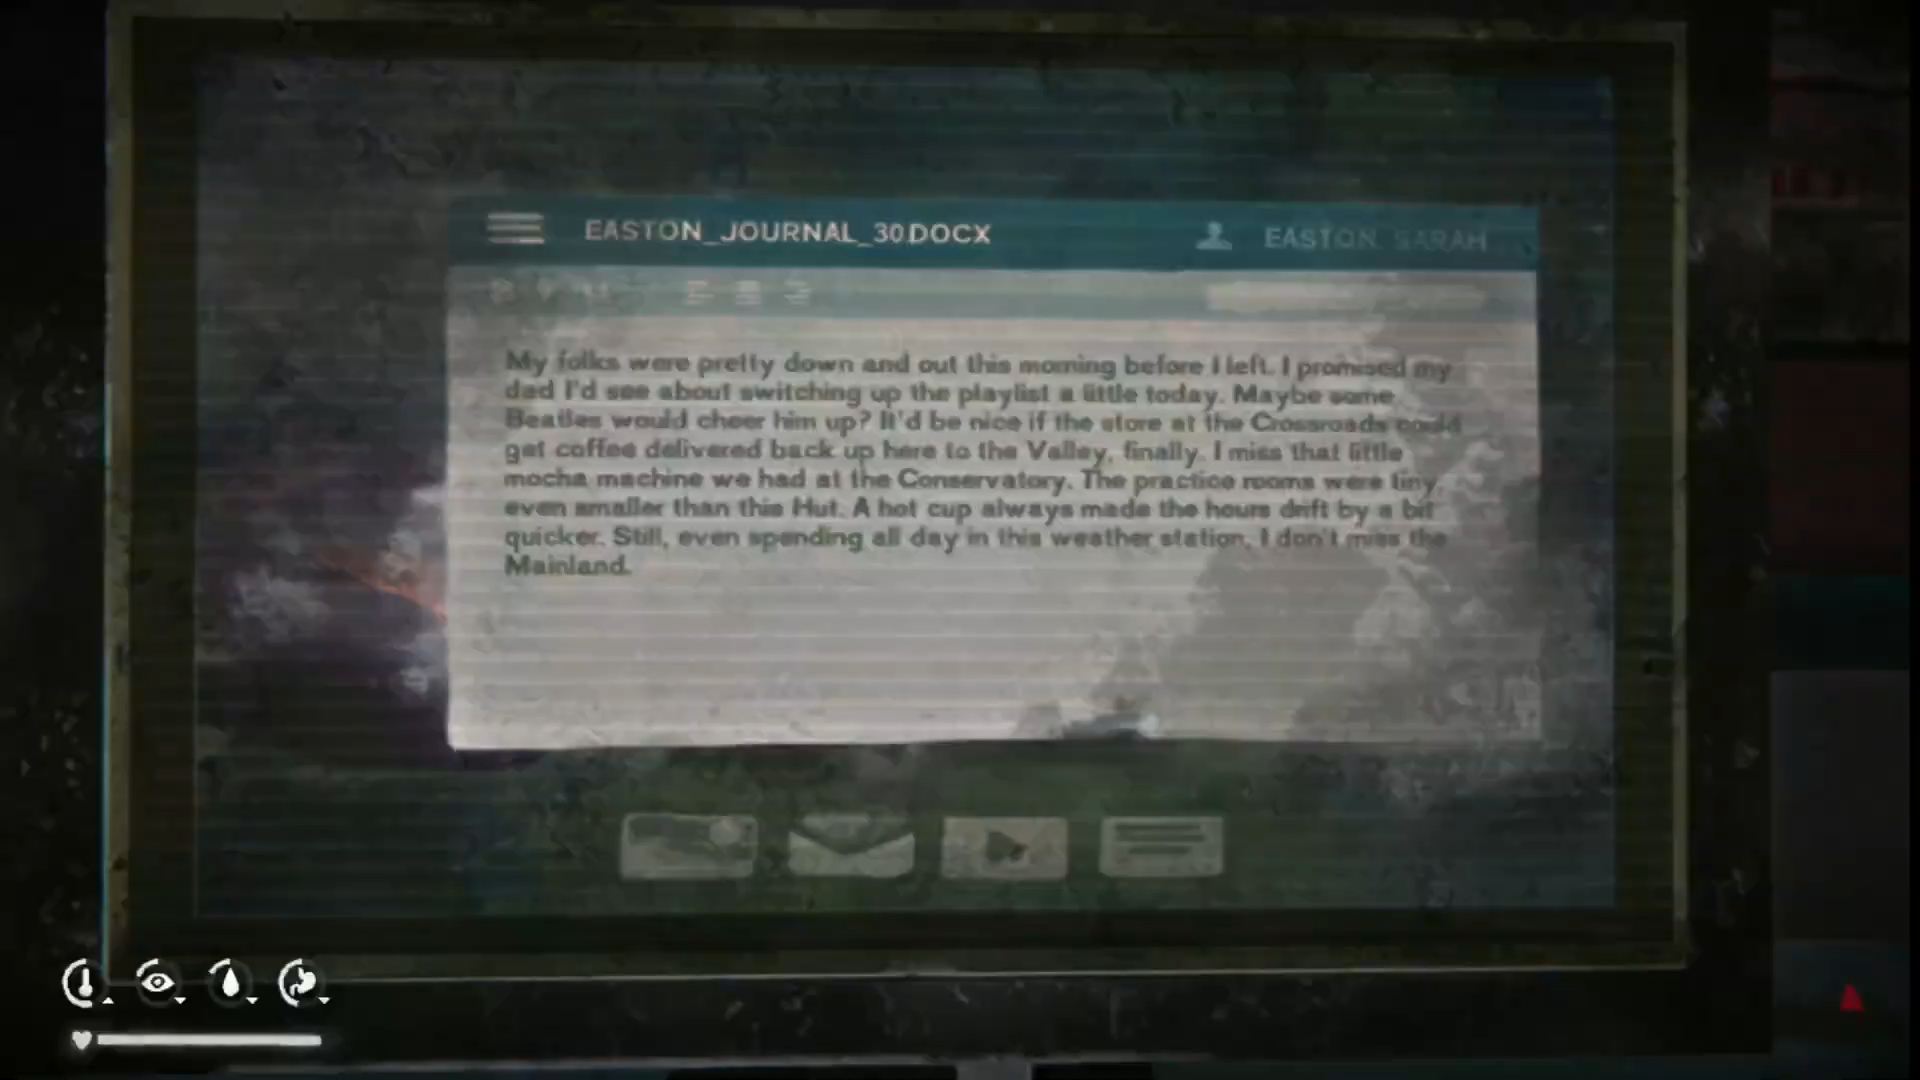 EASTON_JOURNAL_30.DOCX
EASTON, SARAH
My folks were pretty down and out this morning before I left. I promised my
dad I'd see about switching up the playlist a little today. Maybe some
Beatles would cheer him up? It'd be nice if the store at the Crossroads could
get coffee delivered back up here to the Valley, finally. I miss that little
mocha machine we had at the Conservatory. The practice rooms were tiny,
even smaller than this Hut. A hot cup always made the hours drift by a bit
quicker. Still, even spending all day in this weather station, I don't miss the
Mainland.